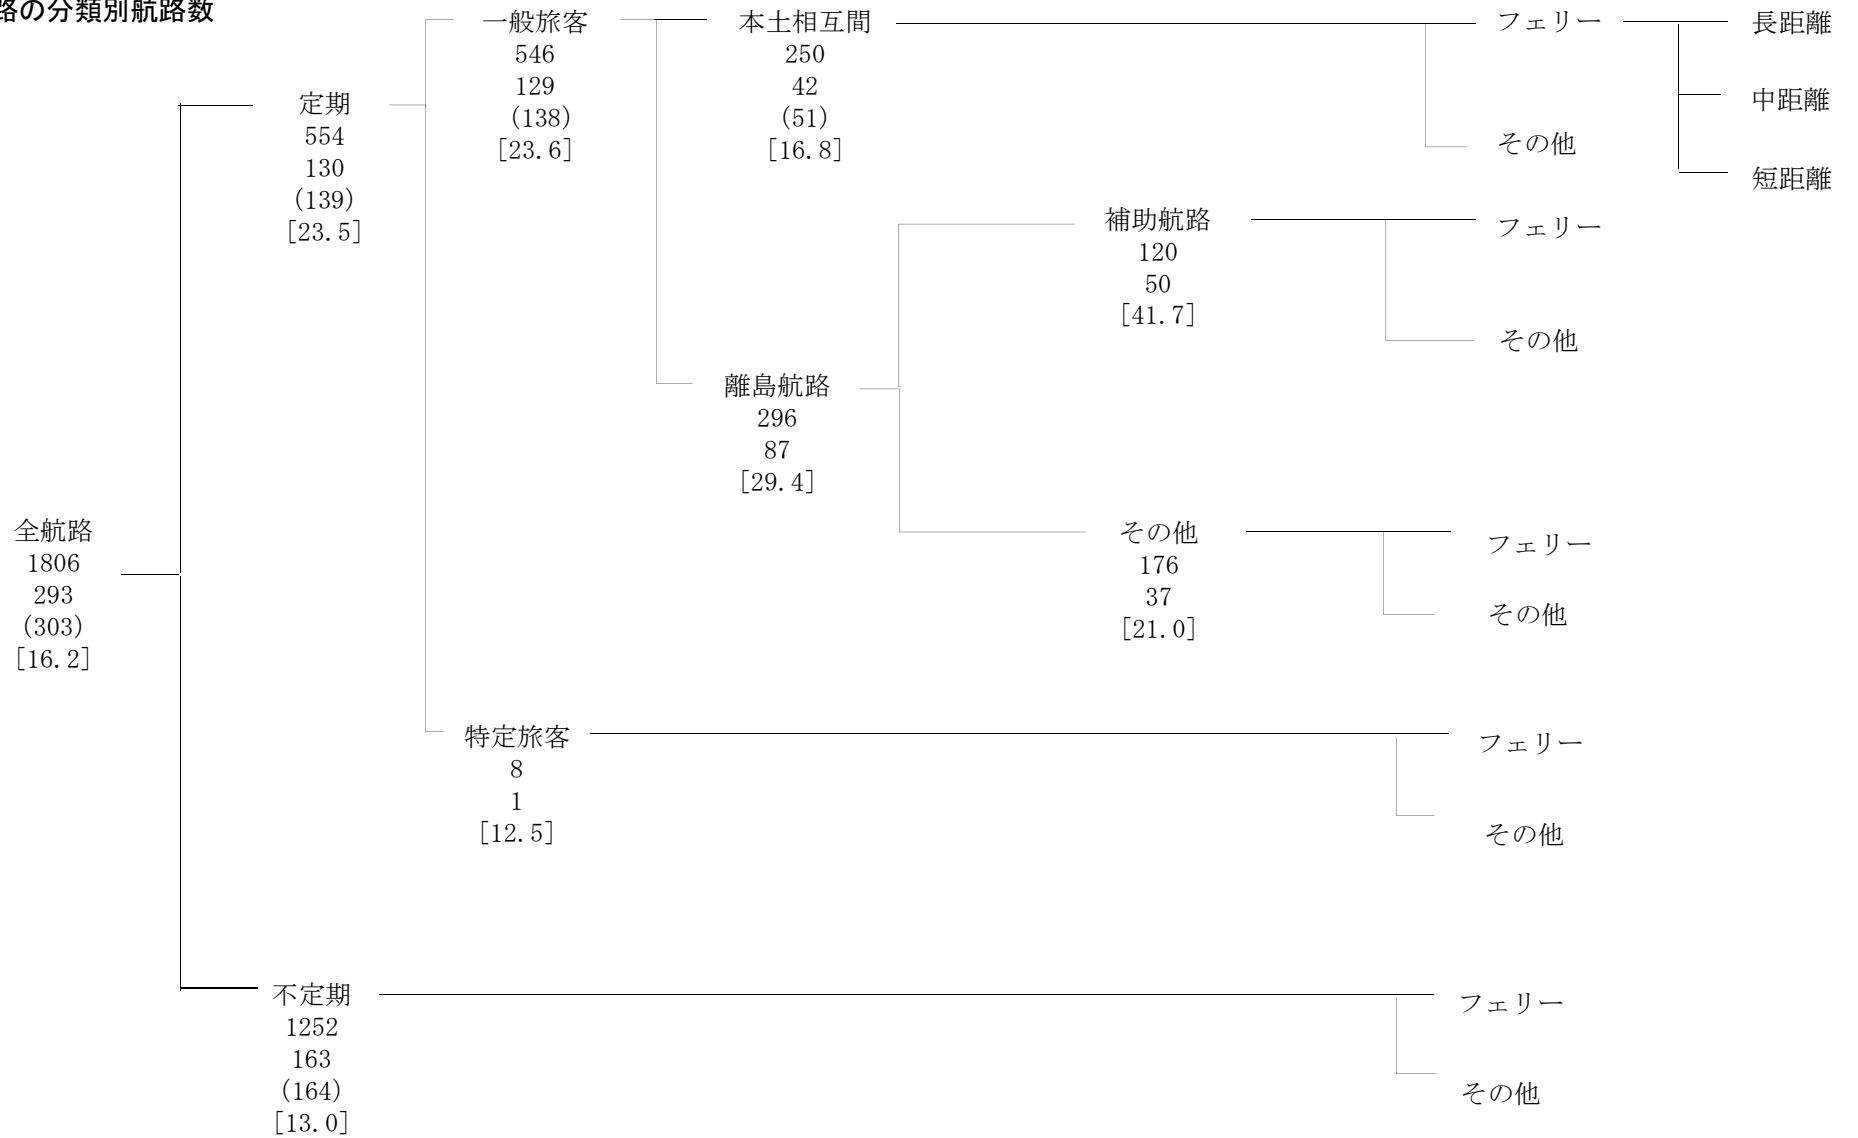 路の分類別航路数
全航路
1806
293
(303)
[16.2]
定期
554
130
(139)
[23.5]
一般旅客
546
129
(138)
[23.6]
本土相互間
250
42
(51)
[16.8]
フェリー
長距離
中距離
短距離
その他
離島航路
296
87
[29.4]
補助航路
120
50
[41.7]
フェリー
その他
その他
176
37
[21.0]
フェリー
その他
特定旅客
8
1
[12.5]
フェリー
その他
不定期
1252
163
(164)
[13.0]
フェリー
その他